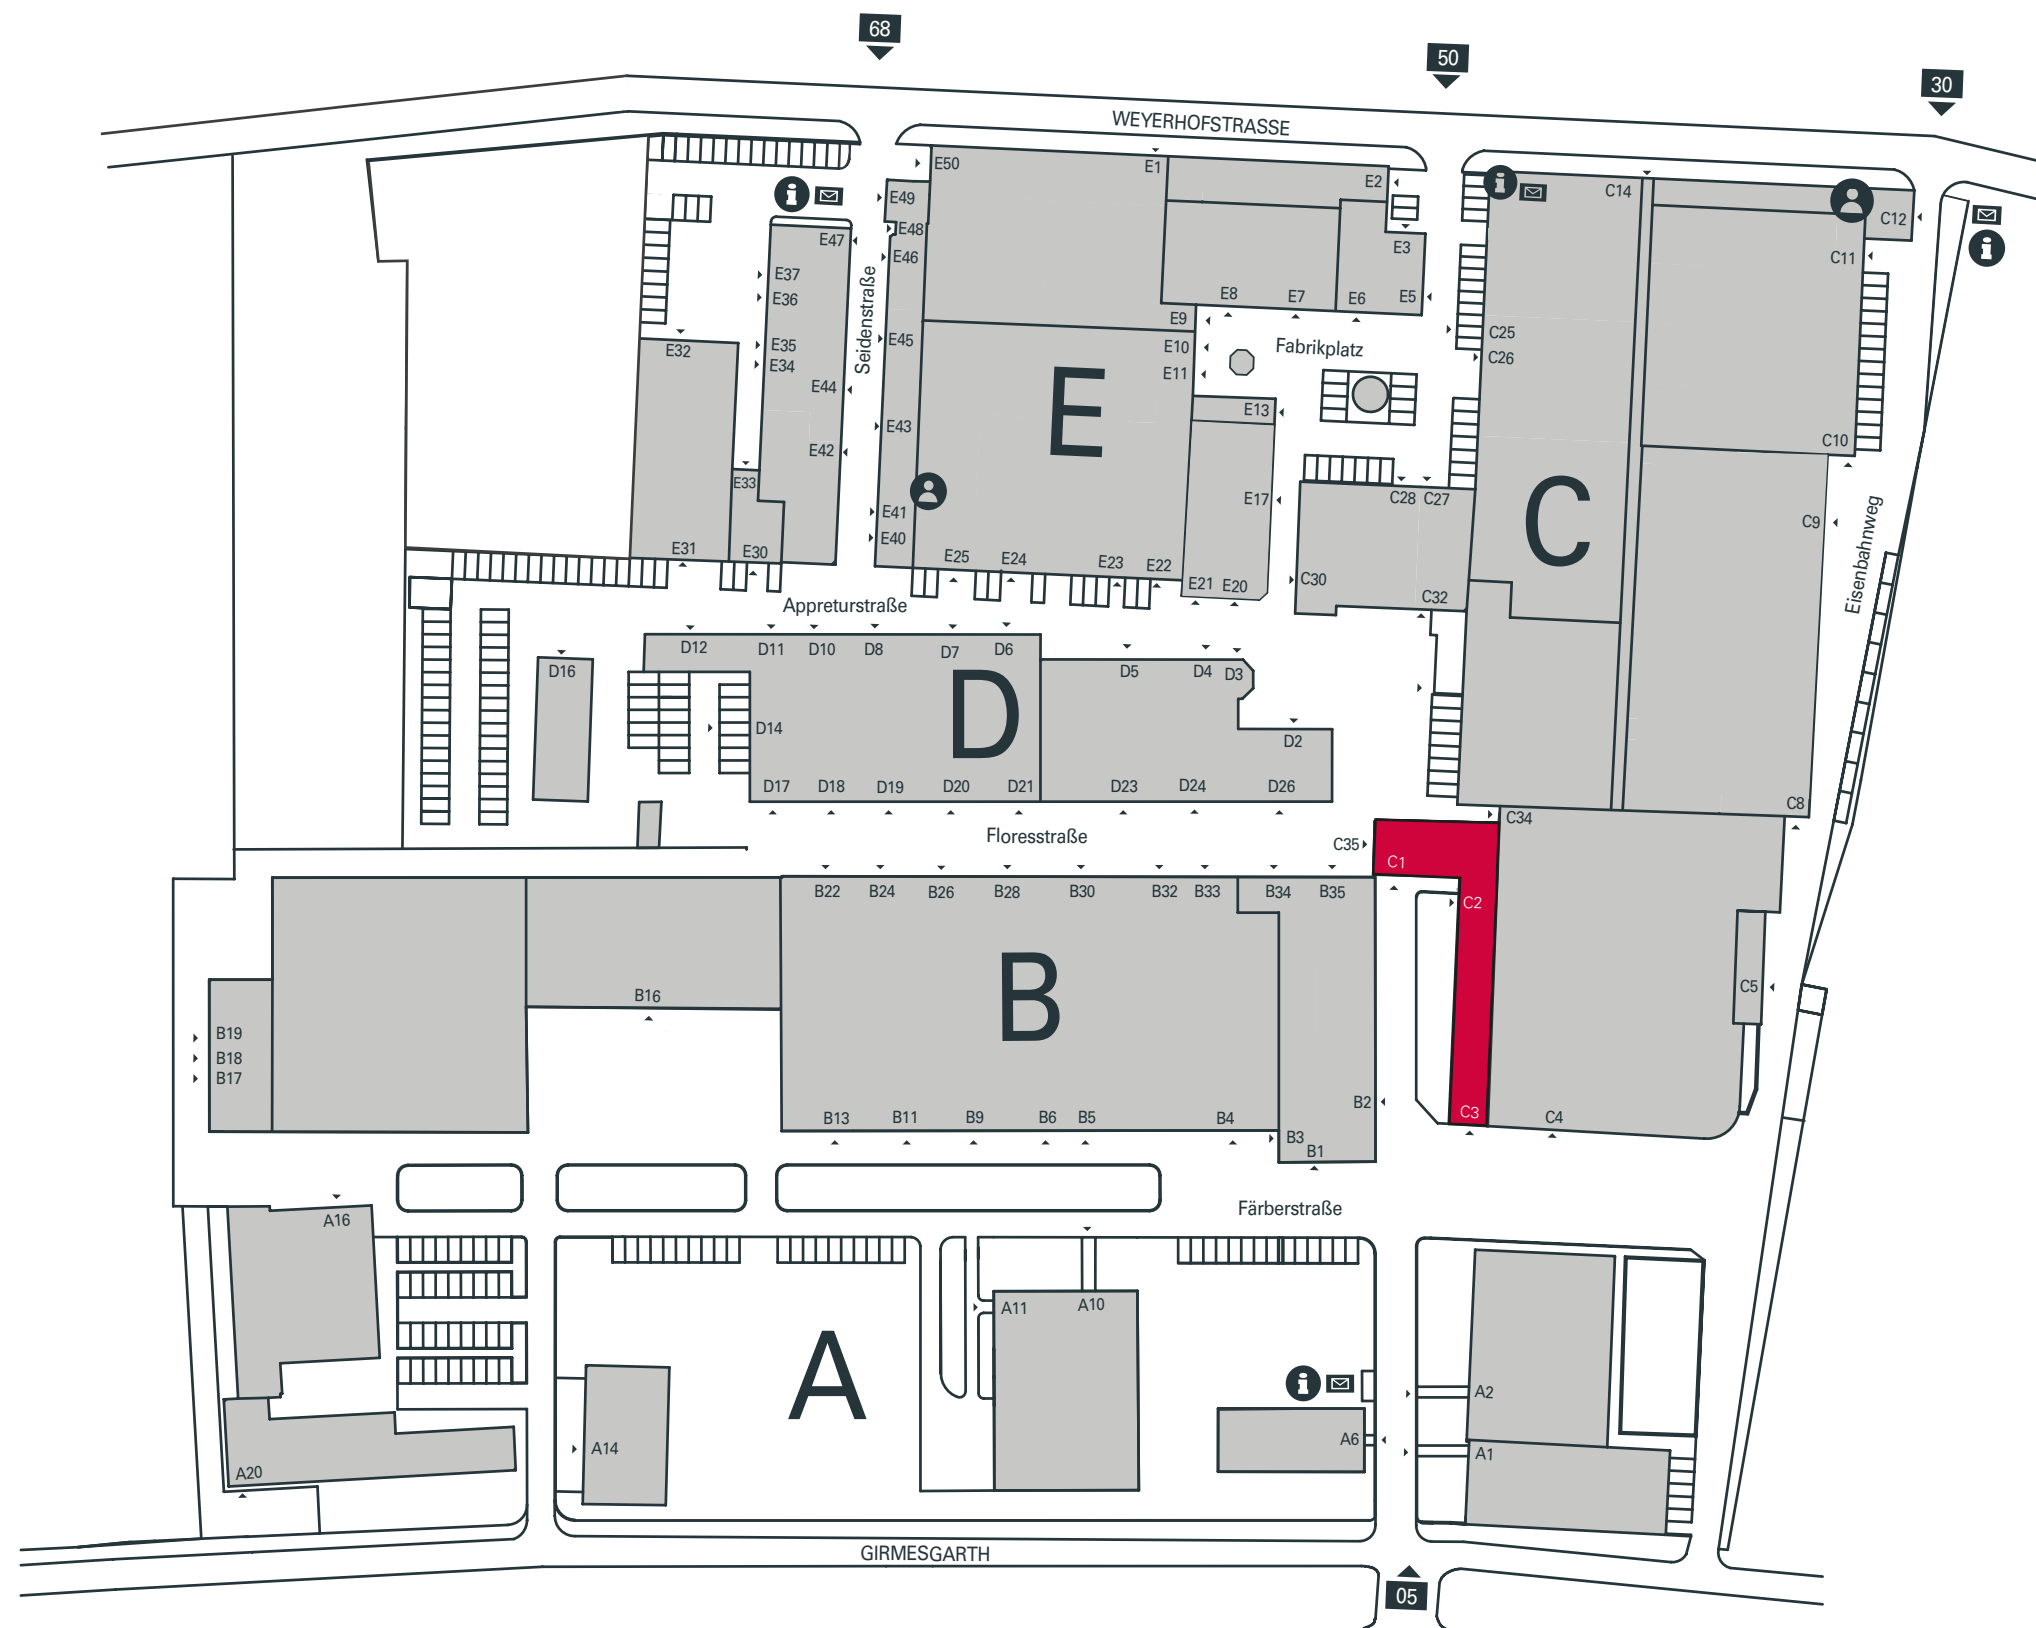 68
50
30
WEYERHOFSTRASSE
E50
E1
E2
C14
E49
E48
E47
E46
E3
C12
C11
E37
E36
Seidenstraße
E8
E7
E6
E5
E9
E35
E34
E32
E45
E10
E11
Fabrikplatz
C25
C26
E44
E
E13
E43
E42
C10
E33
E17
C28
C27
C
C9
E41
E40
E31
E30
E25
E24
E23
E22
E21
E20
C30
C32
Eisenbahnweg
Appreturstraße
D12
D11
D10
D8
D7
D6
D16
D5
D4
D3
D
D14
D2
D17
D18
D19
D20
D21
D23
D24
D26
C8
C34
Floresstraße
C35
C1
B22
B24
B26
B28
B30
B32
B33
B34
B35
C2
B
B16
C5
B19
B18
B17
B13
B11
B9
B6
B5
B4
B3
B2
B1
C3
C4
Färberstraße
A16
A11
A10
A
A2
A14
A6
A1
A20
GIRMESGARTH
05